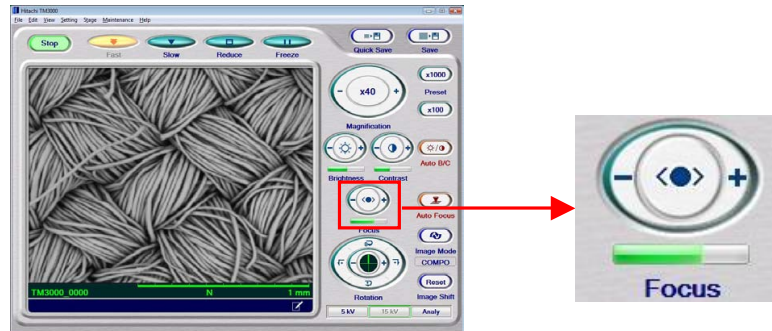 Hitachi TM3000
File Edit View Setting Stage Maintenance Help
Stop
Fast Slow Reduce Freeze
Quick Save Save
x1000
- x40 +
Preset
x100
Magnification
- + - +
Auto B/C
Brightness Contrast
- +
Auto Focus
Focus
Image Mode
COMPO
- +
Reset
Rotation
Image Shift
TM3000_0000 N 1 mm
5 kV 15 kV Analy
- +
Focus